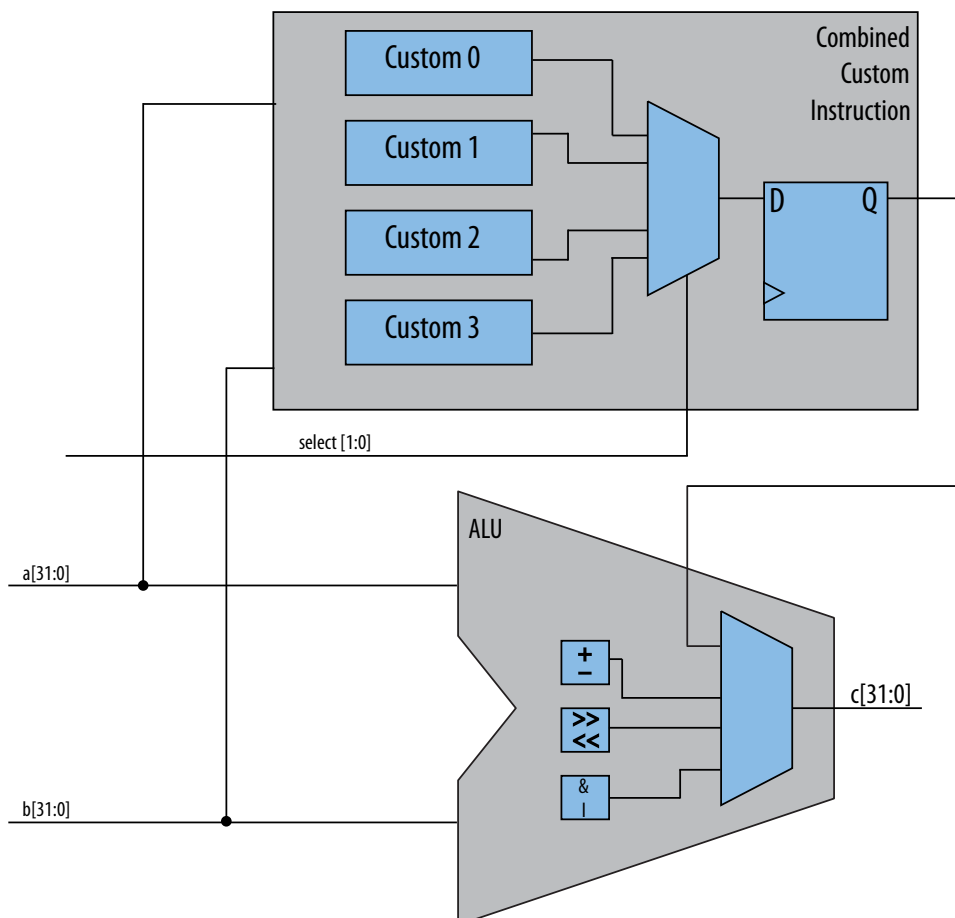 Combined
Custom
Instruction
Custom 0
Custom 1
Custom 2
Custom 3
D Q
select [1:0]
ALU
a[31:0]
+
−
>>
<<
&
|
c[31:0]
b[31:0]